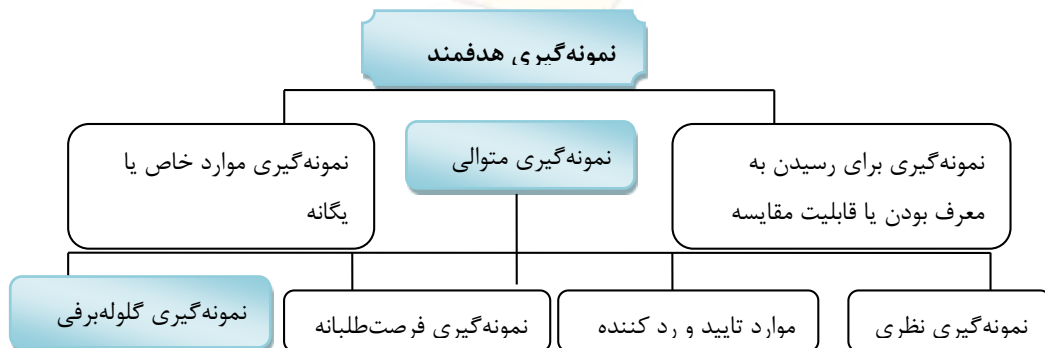 نمونه‌گیری هدفمند
نمونه‌گیری برای رسیدن به
معرف بودن یا قابلیت مقایسه
نمونه‌گیری متوالی
نمونه‌گیری موارد خاص یا
یگانه
نمونه‌گیری نظری
موارد تایید و رد کننده
نمونه‌گیری فرصت‌طلبانه
نمونه‌گیری گلوله‌برفی